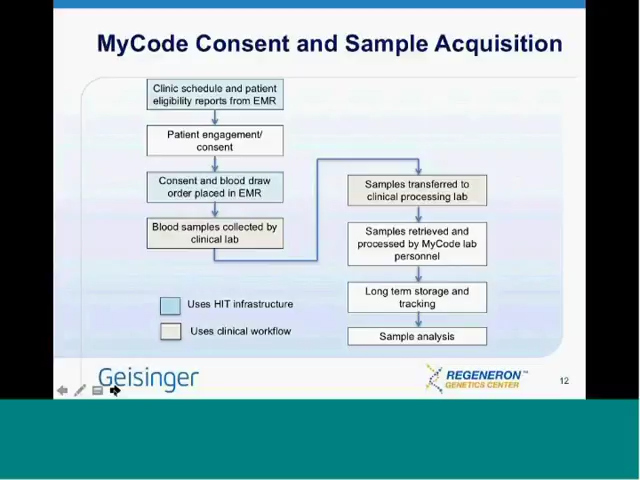 MyCode Consent and Sample Acquisition
Clinic schedule and patient
eligibility reports from EMR
Patient engagement/
consent
Consent and blood draw
order placed in EMR
Blood samples collected by
clinical lab
Samples transferred to
clinical processing lab
Samples retrieved and
processed by MyCode lab
personnel
Long term storage and
tracking
Sample analysis
Uses HIT infrastructure
Uses clinical workflow
Geisinger
REGENERON™
GENETICS CENTER
12